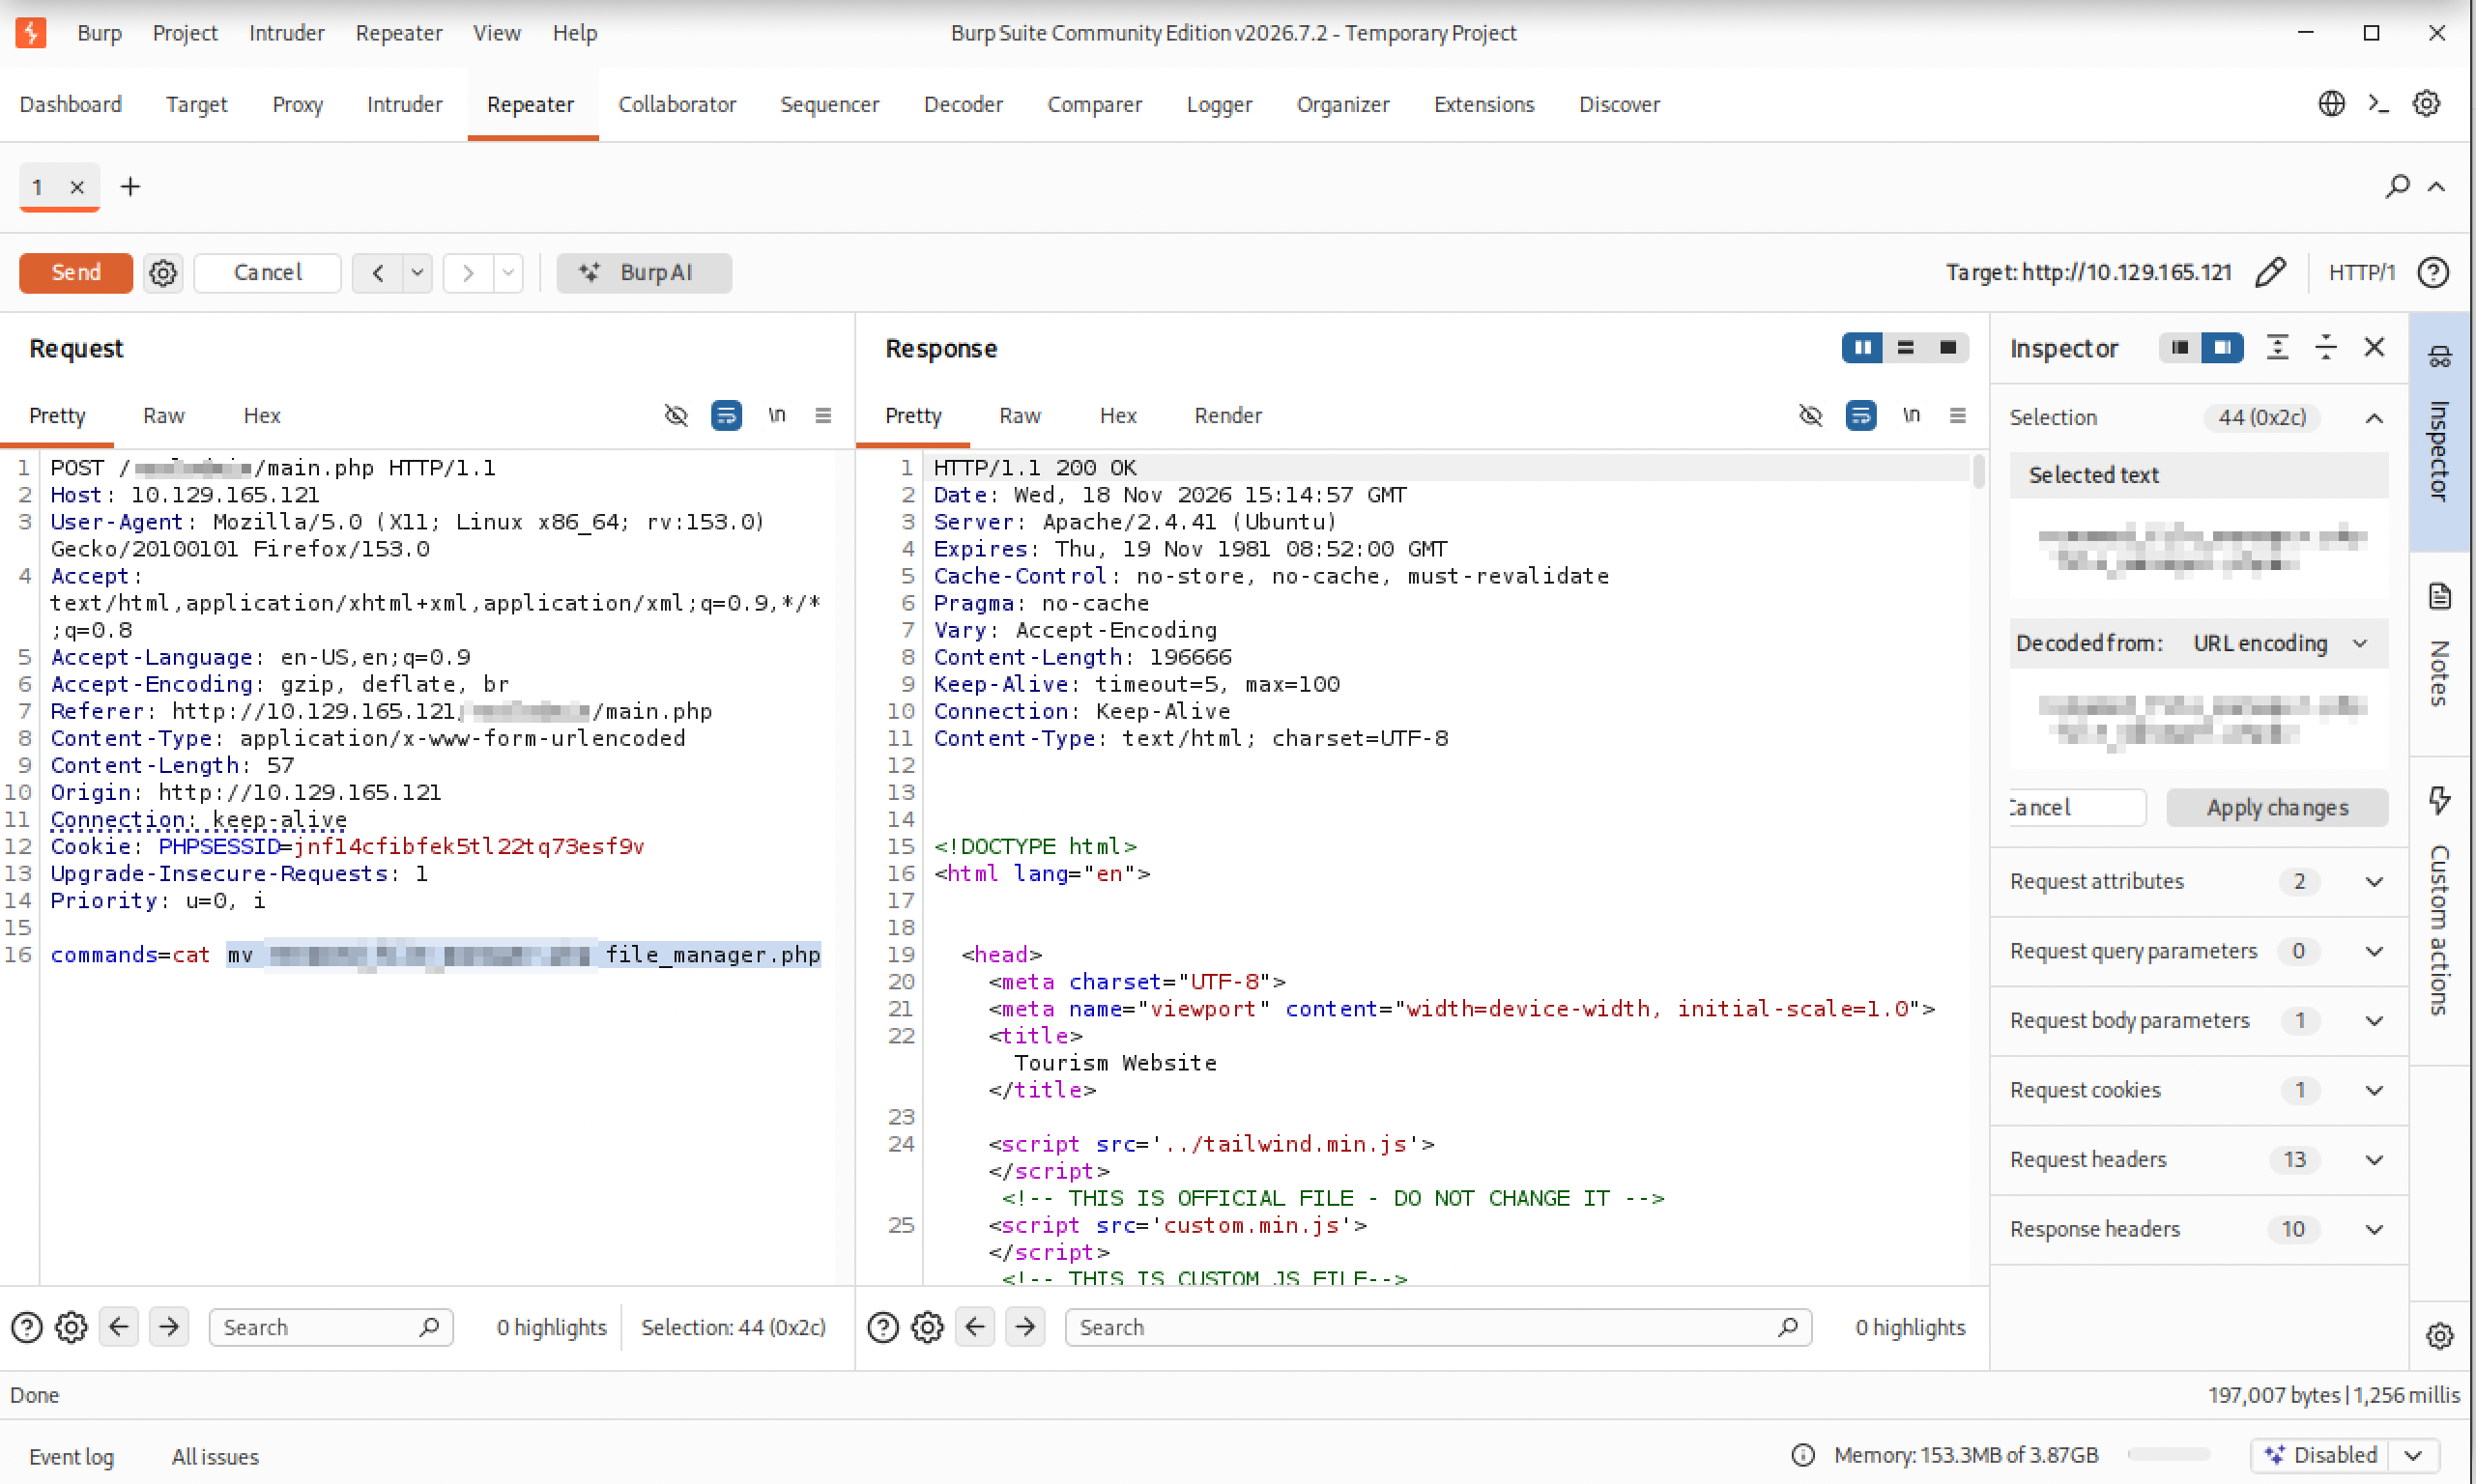 Burp Project Intruder Repeater View Help Burp Suite Community Edition v2026.7.2 - Temporary Project
Dashboard Target Proxy Intruder Repeater Collaborator Sequencer Decoder Comparer Logger Organizer Extensions Discover
1 × +
Send Cancel < > Burp AI Target: http://10.129.165.121 HTTP/1 ?
Request
Pretty Raw Hex \n
1 POST / /main.php HTTP/1.1
2 Host: 10.129.165.121
3 User-Agent: Mozilla/5.0 (X11; Linux x86_64; rv:153.0)
Gecko/20100101 Firefox/153.0
4 Accept:
text/html,application/xhtml+xml,application/xml;q=0.9,*/*
;q=0.8
5 Accept-Language: en-US,en;q=0.9
6 Accept-Encoding: gzip, deflate, br
7 Referer: http://10.129.165.121/ /main.php
8 Content-Type: application/x-www-form-urlencoded
9 Content-Length: 57
10 Origin: http://10.129.165.121
11 Connection: keep-alive
12 Cookie: PHPSESSID=jnfl4cfibfek5tl22tq73esf9v
13 Upgrade-Insecure-Requests: 1
14 Priority: u=0, i
15
16 commands=cat mv file_manager.php
Search 0 highlights Selection: 44 (0x2c)
Response
Pretty Raw Hex Render \n
1 HTTP/1.1 200 OK
2 Date: Wed, 18 Nov 2026 15:14:57 GMT
3 Server: Apache/2.4.41 (Ubuntu)
4 Expires: Thu, 19 Nov 1981 08:52:00 GMT
5 Cache-Control: no-store, no-cache, must-revalidate
6 Pragma: no-cache
7 Vary: Accept-Encoding
8 Content-Length: 196666
9 Keep-Alive: timeout=5, max=100
10 Connection: Keep-Alive
11 Content-Type: text/html; charset=UTF-8
12
13
14
15 <!DOCTYPE html>
16 <html lang="en">
17
18
19 <head>
20 <meta charset="UTF-8">
21 <meta name="viewport" content="width=device-width, initial-scale=1.0">
22 <title>
Tourism Website
</title>
23
24 <script src='../tailwind.min.js'>
</script>
<!-- THIS IS OFFICIAL FILE - DO NOT CHANGE IT -->
25 <script src='custom.min.js'>
</script>
<!-- THIS IS CUSTOM JS FILE-->
Search 0 highlights
Inspector
Selection 44 (0x2c)
Selected text
Decoded from: URL encoding
Cancel Apply changes
Request attributes 2
Request query parameters 0
Request body parameters 1
Request cookies 1
Request headers 13
Response headers 10
Inspector
Notes
Custom actions
Done 197,007 bytes | 1,256 millis
Event log All issues Memory: 153.3MB of 3.87GB Disabled